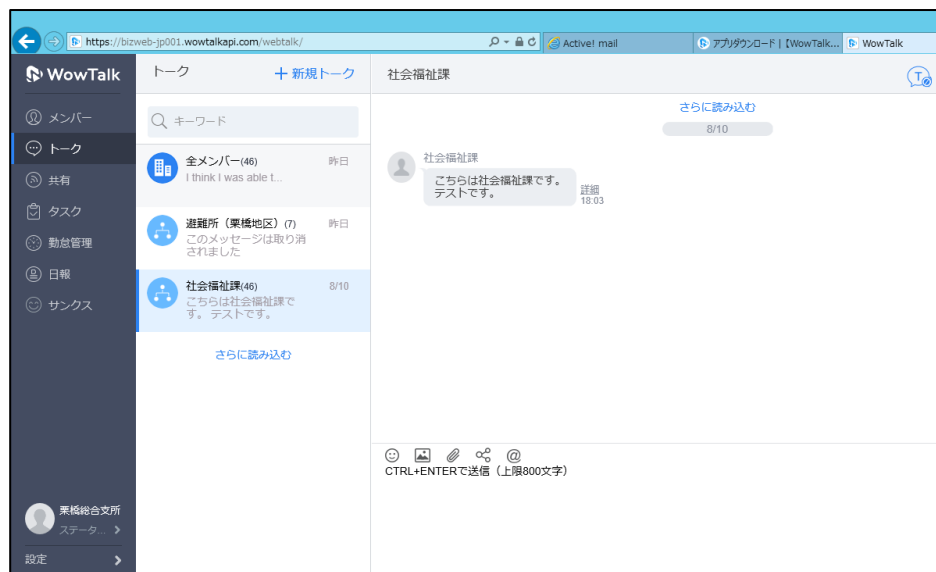 https://bizweb-jp001.wowtalkapi.com/webtalk/
Active! mail
アプリダウンロード | 【WowTalk...
WowTalk
WowTalk
メンバー
トーク
共有
タスク
勤怠管理
日報
サンクス
栗橋総合支所
ステータ...
設定
トーク
+ 新規トーク
キーワード
全メンバー(46) 昨日
I think I was able t...
避難所（栗橋地区）(7) 昨日
このメッセージは取り消
されました
社会福祉課(46) 8/10
こちらは社会福祉課で
す。 テストです。
さらに読み込む
社会福祉課
T
さらに読み込む
8/10
社会福祉課
こちらは社会福祉課です。
テストです。
詳細
18:03
CTRL+ENTERで送信（上限800文字）